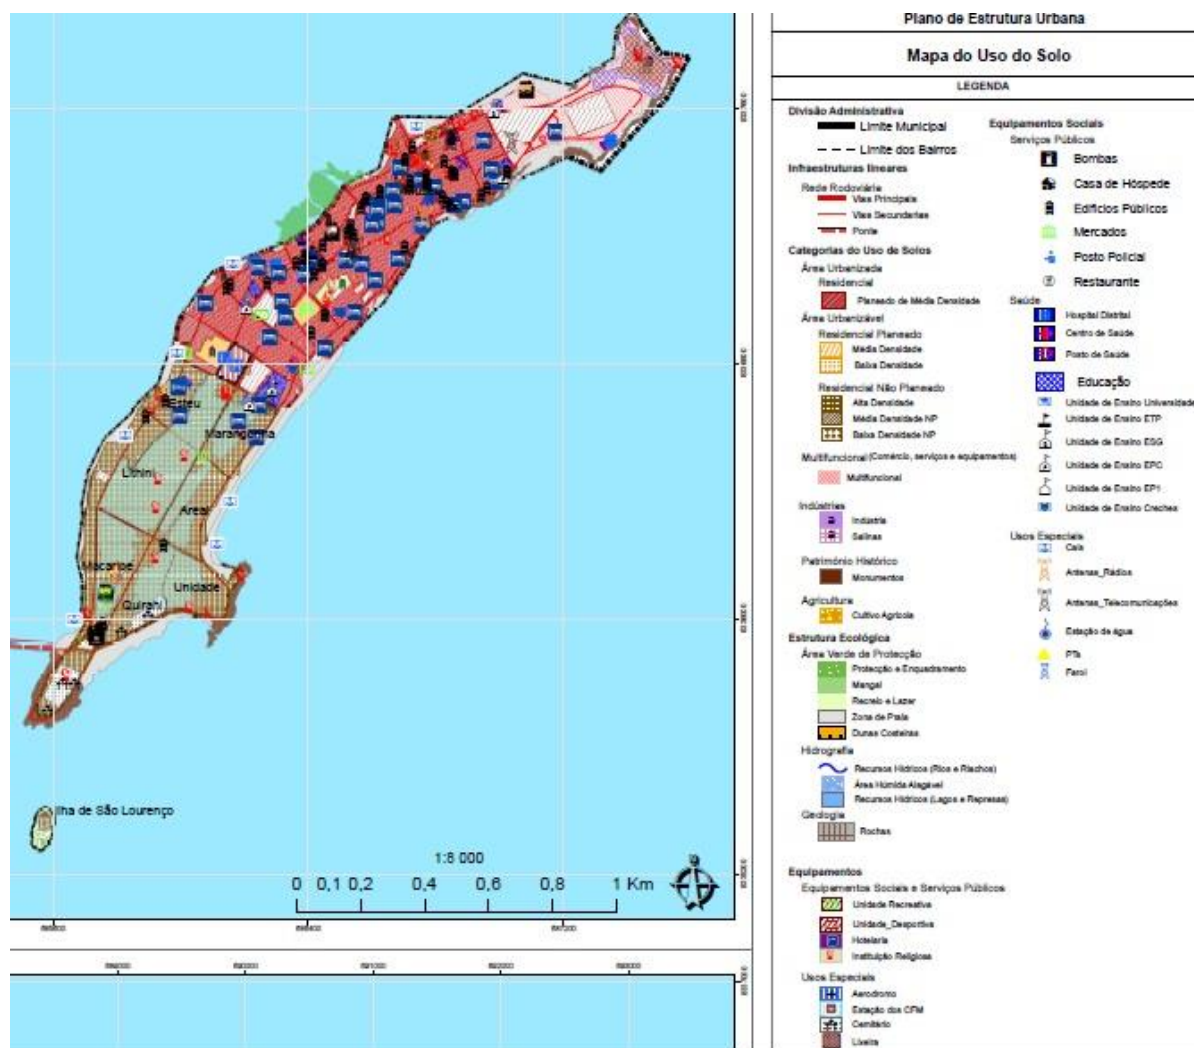 Plano de Estrutura Urbana
Mapa do Uso do Solo
LEGENDA
Divisão Administrativa
Limite Municipal
Limite dos Bairros
Infraestruturas lineares
Rede Rodoviária
Vias Principais
Vias Secundarias
Ponte
Categorias do Uso de Solos
Área Urbanizada
Residencial
Planeado de Média Densidade
Área Urbanizável
Residencial Planeado
Média Densidade
Baixa Densidade
Residencial Não Planeado
Alta Densidade
Média Densidade NP
Baixa Densidade NP
Multifuncional (Comércio, serviços e equipamentos)
Multifuncional
Indústrias
Indústria
Salinas
Património Histórico
Monumentos
Agricultura
Cultivo Agrícola
Estrutura Ecológica
Área Verde de Protecção
Protecção e Enquadramento
Mangal
Recreio e Lazer
Zona de Praia
Dunas Costeiras
Hidrografia
Recursos Hídricos (Rios e Riachos)
Área Húmida Alagável
Recursos Hídricos (Lagos e Represas)
Geologia
Rochas
Equipamentos
Equipamentos Sociais e Serviços Públicos
Unidade Recreativa
Unidade_Desportiva
Hotelaria
Instituição Religiosa
Usos Especiais
Aerodromo
Estação dos CFM
Cemitério
Lixeira
Equipamentos Sociais
Serviços Públicos
Bombas
Casa de Hóspede
Edifícios Públicos
Mercados
Posto Policial
Restaurante
Saúde
Hospital Distrital
Centro de Saúde
Posto de Saúde
Educação
Unidade de Ensino Universidade
Unidade de Ensino ETP
Unidade de Ensino ESG
Unidade de Ensino EPC
Unidade de Ensino EP1
Unidade de Ensino Creches
Usos Especiais
Cais
Antenas_Rádios
Antenas_Telecomunicações
Estação de água
PTs
Farol
Esteu
Marangonha
Lithini
Areal
Macaripe
Unidade
Quirahi
Ilha de São Lourenço
1:8 000
0 0,1 0,2 0,4 0,6 0,8 1 Km